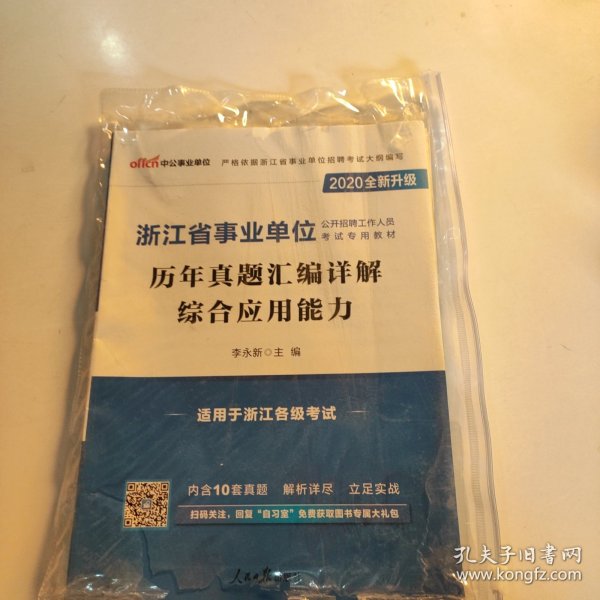 offcn中公事业单位 严格依据浙江省事业单位招聘考试大纲编写
2020全新升级
浙江省事业单位 公开招聘工作人员
考试专用教材
历年真题汇编详解
综合应用能力
李永新◎主 编
适用于浙江各级考试
内含10套真题 解析详尽 立足实战
扫码关注，回复“自习室”免费获取图书专属大礼包
人民日报
孔夫子旧书网
www.kongfz.com